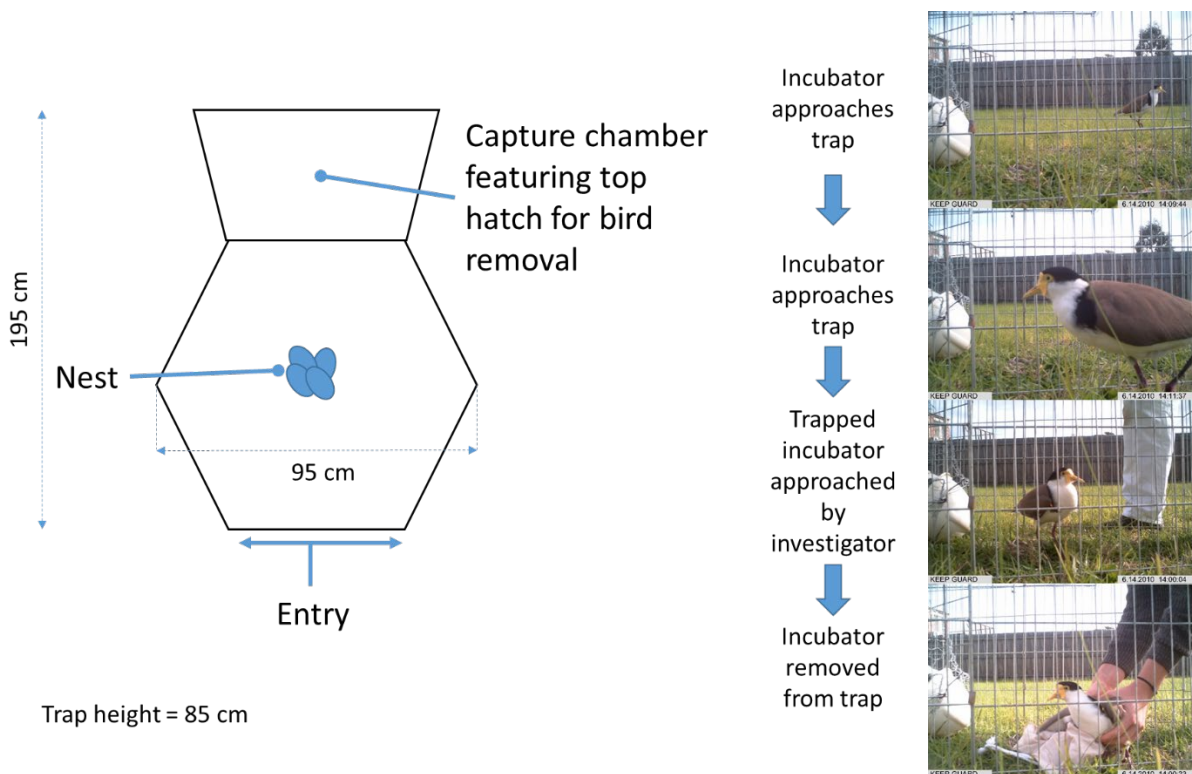 195 cm
Capture chamber
featuring top
hatch for bird
removal
Nest
95 cm
Entry
Trap height = 85 cm
Incubator
approaches
trap
Incubator
approaches
trap
Trapped
incubator
approached
by
investigator
Incubator
removed
from trap
KEEP GUARD 6.14.2010 14:09:44
KEEP GUARD 6.14.2010 14:11:37
KEEP GUARD 6.14.2010 14:00:04
KEEP GUARD